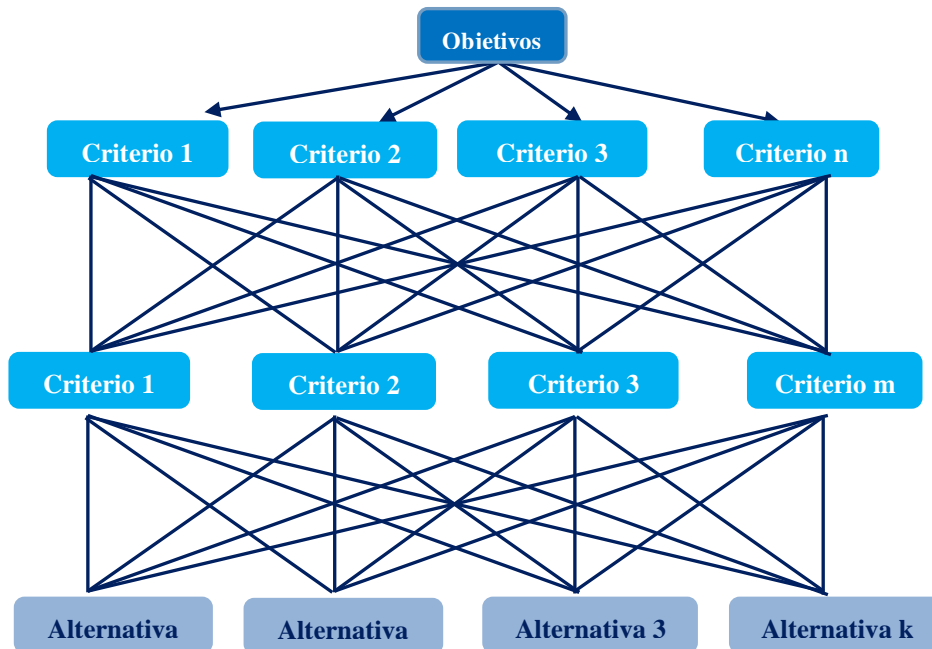 Objetivos
Criterio 1
Criterio 2
Criterio 3
Criterio n
Criterio 1
Criterio 2
Criterio 3
Criterio m
Alternativa
Alternativa
Alternativa 3
Alternativa k